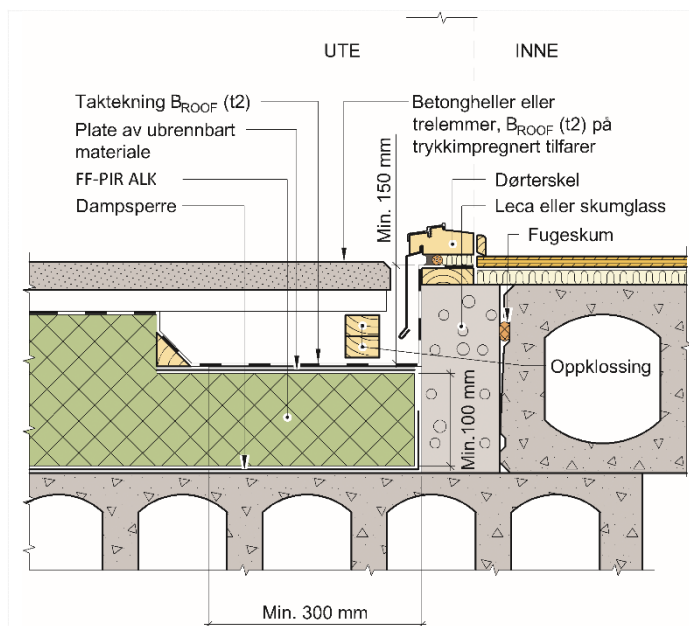 UTE
INNE
Taktekning BROOF (t2)
Plate av ubrennbart
materiale
FF-PIR ALK
Dampsperre
Betongheller eller
trelemmer, BROOF (t2) på
trykkimpregnert tilfarer
Dørterskel
Leca eller skumglass
Fugeskum
Min. 150 mm
Oppklossing
Min.100 mm
Min. 300 mm